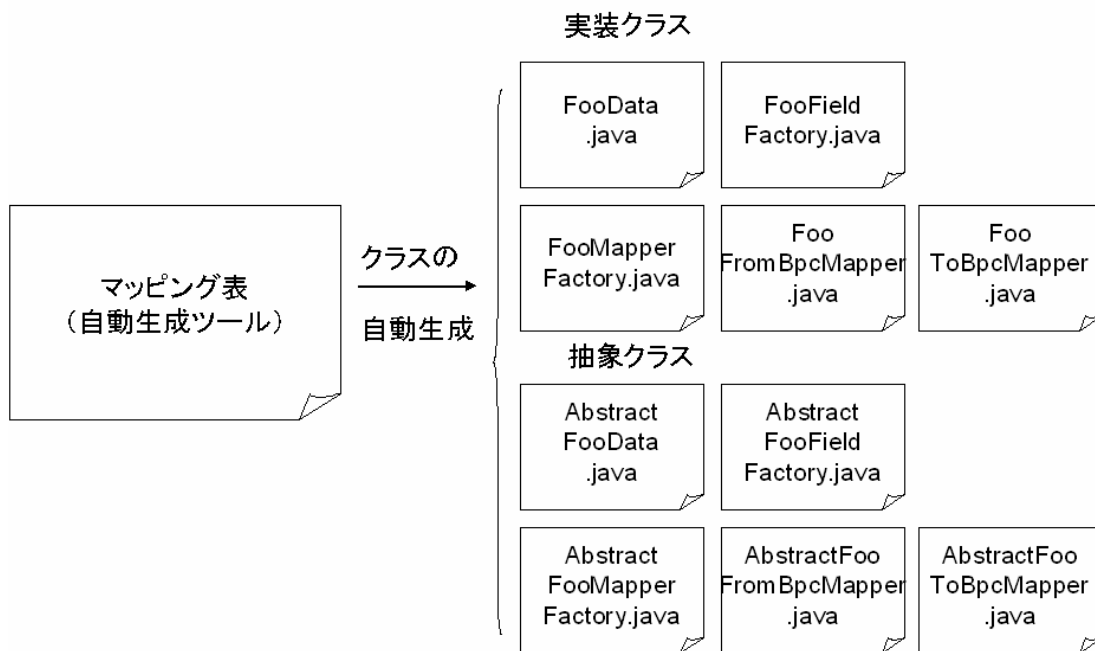 実装クラス
FooData
.java
FooField
Factory.java
FooMapper
Factory.java
Foo
FromBpcMapper
.java
Foo
ToBpcMapper
.java
マッピング表
（自動生成ツール）
クラスの
自動生成
抽象クラス
Abstract
FooData
.java
Abstract
FooField
Factory.java
Abstract
FooMapper
Factory.java
AbstractFoo
FromBpcMapper
.java
AbstractFoo
ToBpcMapper
.java